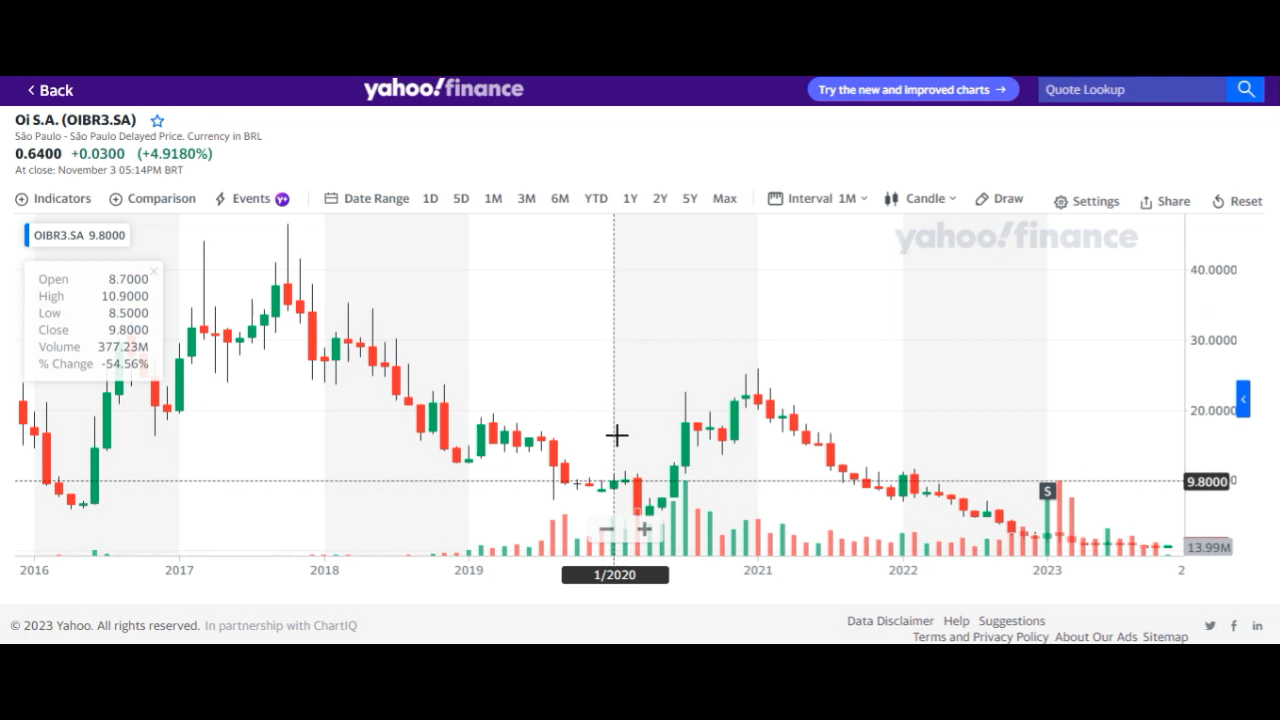 Back
yahoo!finance
Try the new and improved charts →
Quote Lookup
Oi S.A. (OIBR3.SA)
São Paulo - São Paulo Delayed Price. Currency in BRL
0.6400 +0.0300 (+4.9180%)
At close: November 3 05:14PM BRT
Indicators Comparison Events Y+ Date Range 1D 5D 1M 3M 6M YTD 1Y 2Y 5Y Max Interval 1M Candle Draw Settings Share Reset
OIBR3.SA 9.8000
yahoo!finance
Open 8.7000
High 10.9000
Low 8.5000
Close 9.8000
Volume 377.23M
% Change -54.56%
40.0000
30.0000
20.0000
9.8000
S
13.99M
2016 2017 2018 2019 1/2020 2021 2022 2023 2
© 2023 Yahoo. All rights reserved. In partnership with ChartIQ
Data Disclaimer Help Suggestions
Terms and Privacy Policy About Our Ads Sitemap